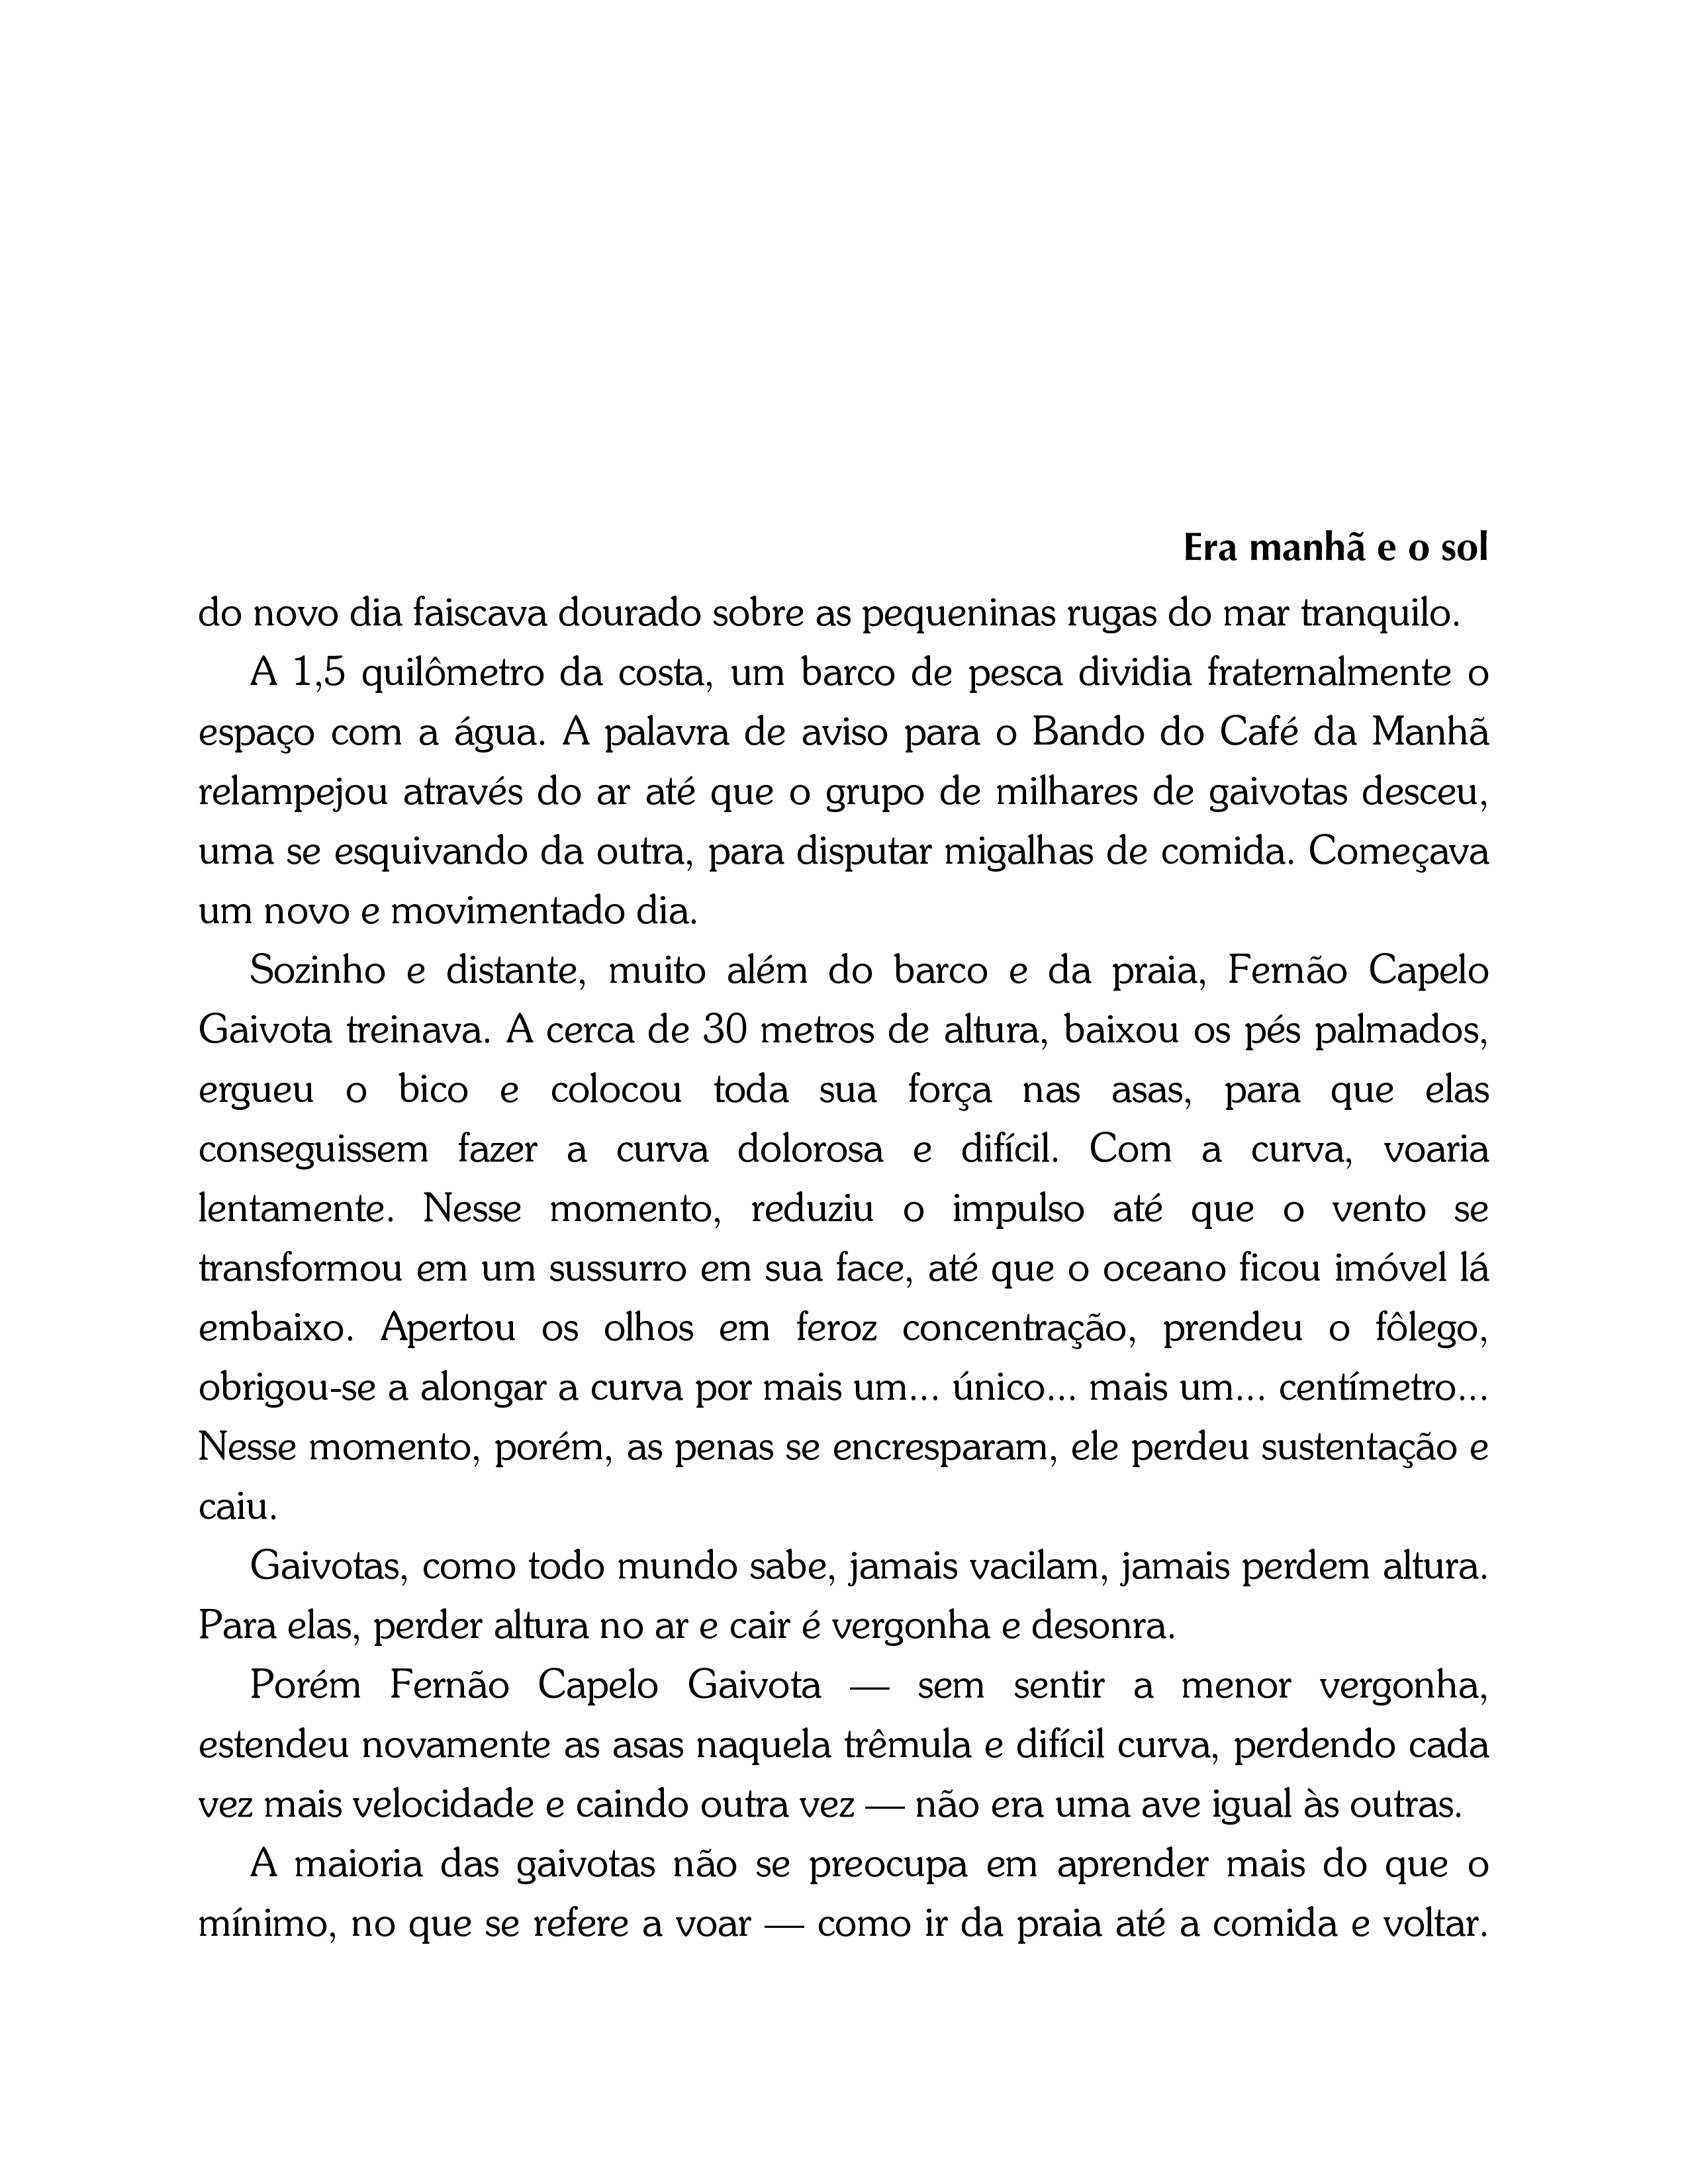 Era manhã e o sol
do novo dia faiscava dourado sobre as pequeninas rugas do mar tranquilo.
A 1,5 quilômetro da costa, um barco de pesca dividia fraternalmente o
espaço com a água. A palavra de aviso para o Bando do Café da Manhã
relampejou através do ar até que o grupo de milhares de gaivotas desceu,
uma se esquivando da outra, para disputar migalhas de comida. Começava
um novo e movimentado dia.
Sozinho e distante, muito além do barco e da praia, Fernão Capelo
Gaivota treinava. A cerca de 30 metros de altura, baixou os pés palmados,
ergueu o bico e colocou toda sua força nas asas, para que elas
conseguissem fazer a curva dolorosa e difícil. Com a curva, voaria
lentamente. Nesse momento, reduziu o impulso até que o vento se
transformou em um sussurro em sua face, até que o oceano ficou imóvel lá
embaixo. Apertou os olhos em feroz concentração, prendeu o fôlego,
obrigou-se a alongar a curva por mais um... único... mais um... centímetro...
Nesse momento, porém, as penas se encresparam, ele perdeu sustentação e
caiu.
Gaivotas, como todo mundo sabe, jamais vacilam, jamais perdem altura.
Para elas, perder altura no ar e cair é vergonha e desonra.
Porém Fernão Capelo Gaivota — sem sentir a menor vergonha,
estendeu novamente as asas naquela trêmula e difícil curva, perdendo cada
vez mais velocidade e caindo outra vez — não era uma ave igual às outras.
A maioria das gaivotas não se preocupa em aprender mais do que o
mínimo, no que se refere a voar — como ir da praia até a comida e voltar.